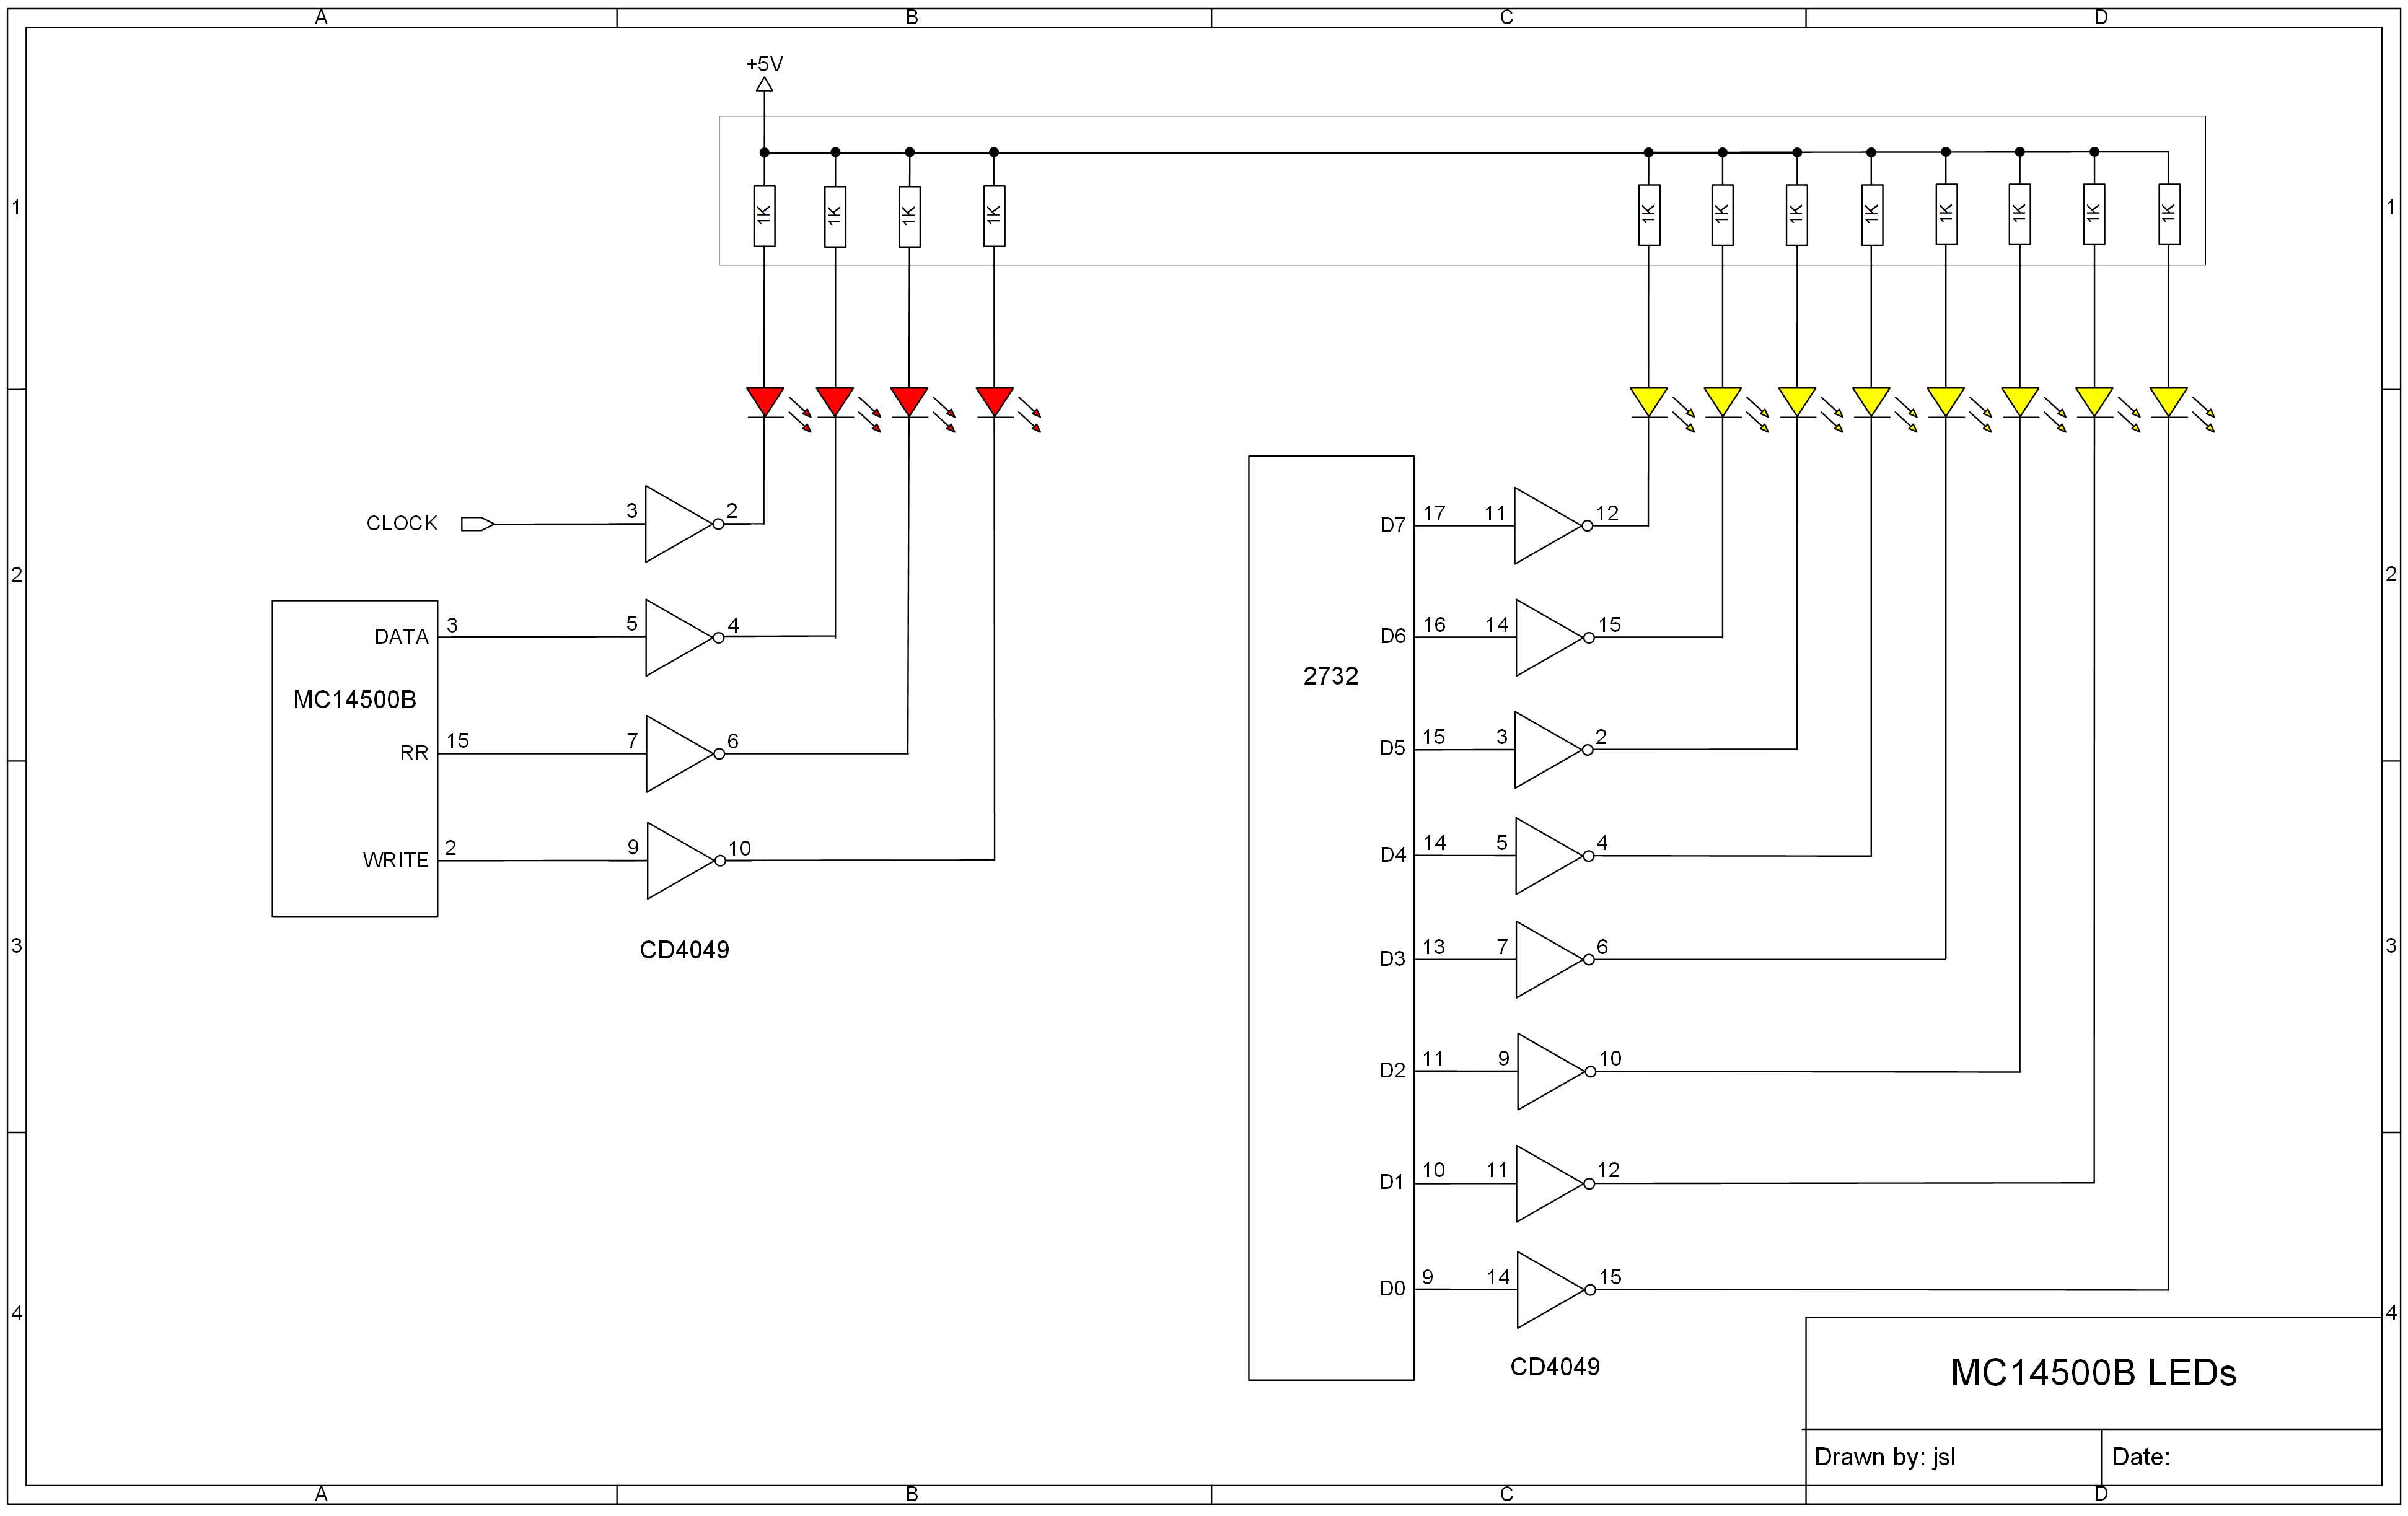 A B C D
+5V
1 1
1K 1K 1K 1K 1K 1K 1K 1K 1K 1K 1K 1K
CLOCK 3 2
D7 17 11 12
2 2
DATA 3 5 4
D6 16 14 15
MC14500B
2732
RR 15 7 6
D5 15 3 2
WRITE 2 9 10
D4 14 5 4
3 3
CD4049
D3 13 7 6
D2 11 9 10
D1 10 11 12
D0 9 14 15
4 4
CD4049
MC14500B LEDs
Drawn by: jsl
Date:
A B C D